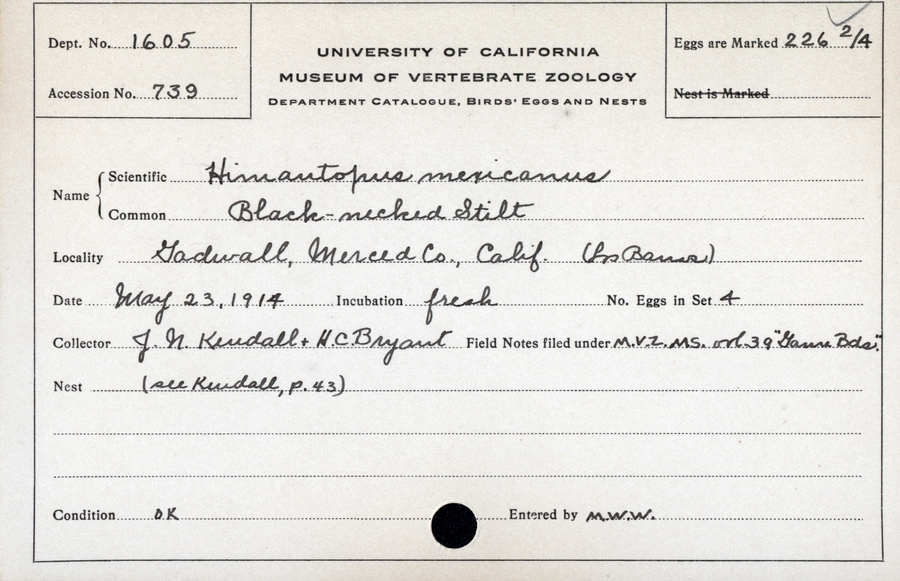 Dept. No. 1605
Accession No. 739
UNIVERSITY OF CALIFORNIA
MUSEUM OF VERTEBRATE ZOOLOGY
DEPARTMENT CATALOGUE, BIRDS' EGGS AND NESTS
Eggs are Marked 226 2/4
Nest is Marked
Name
Scientific Himantopus mexicanus
Common Black-necked Stilt
Locality Gadwall, Merced Co., Calif. (Los Banos)
Date May 23, 1914 Incubation fresh No. Eggs in Set 4
Collector J. N. Kendall + H.C. Bryant Field Notes filed under M.V.Z. MS. vol. 39 "Game Bds".
Nest (see Kendall, p. 43)
Condition OK Entered by M.W.W.